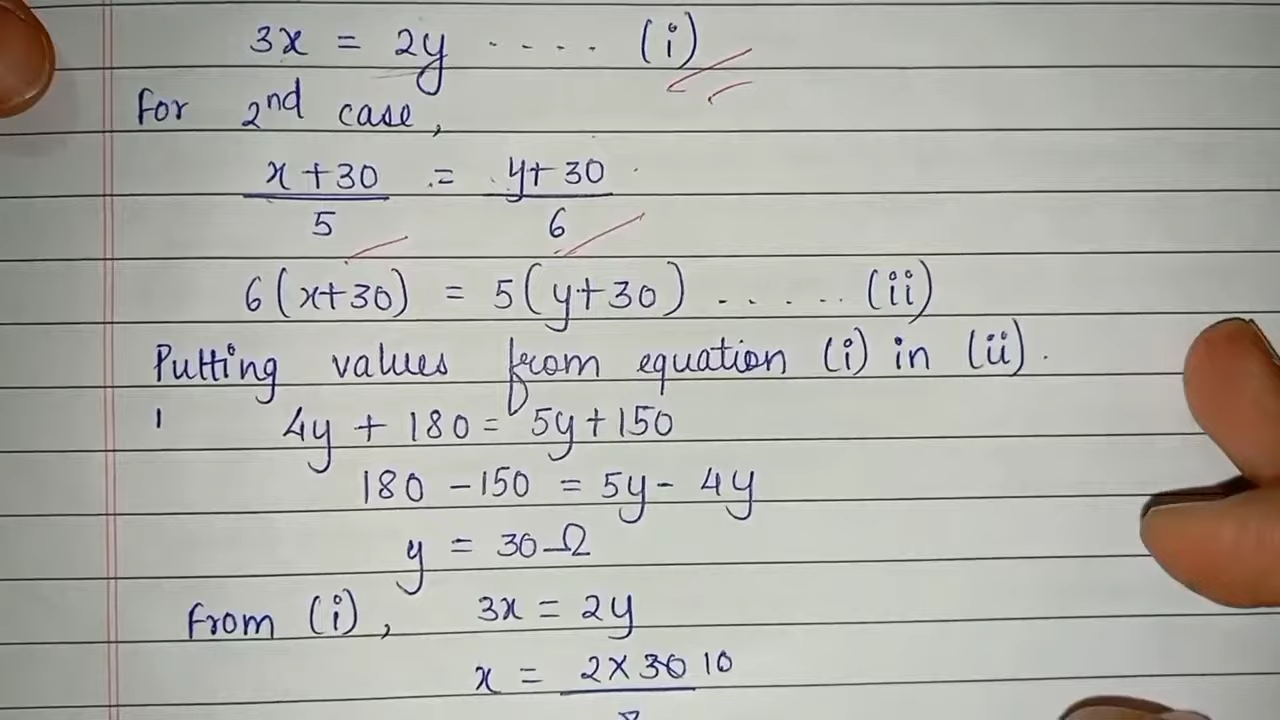 3x = 2y ..... (i)
For 2nd case,
x + 30 = y + 30
5 6
6(x+30) = 5(y+30) ..... (ii)
Putting values from equation (i) in (ii).
4y + 180 = 5y + 150
180 - 150 = 5y - 4y
y = 30 Ω
From (i), 3x = 2y
x = 2 × 30 10